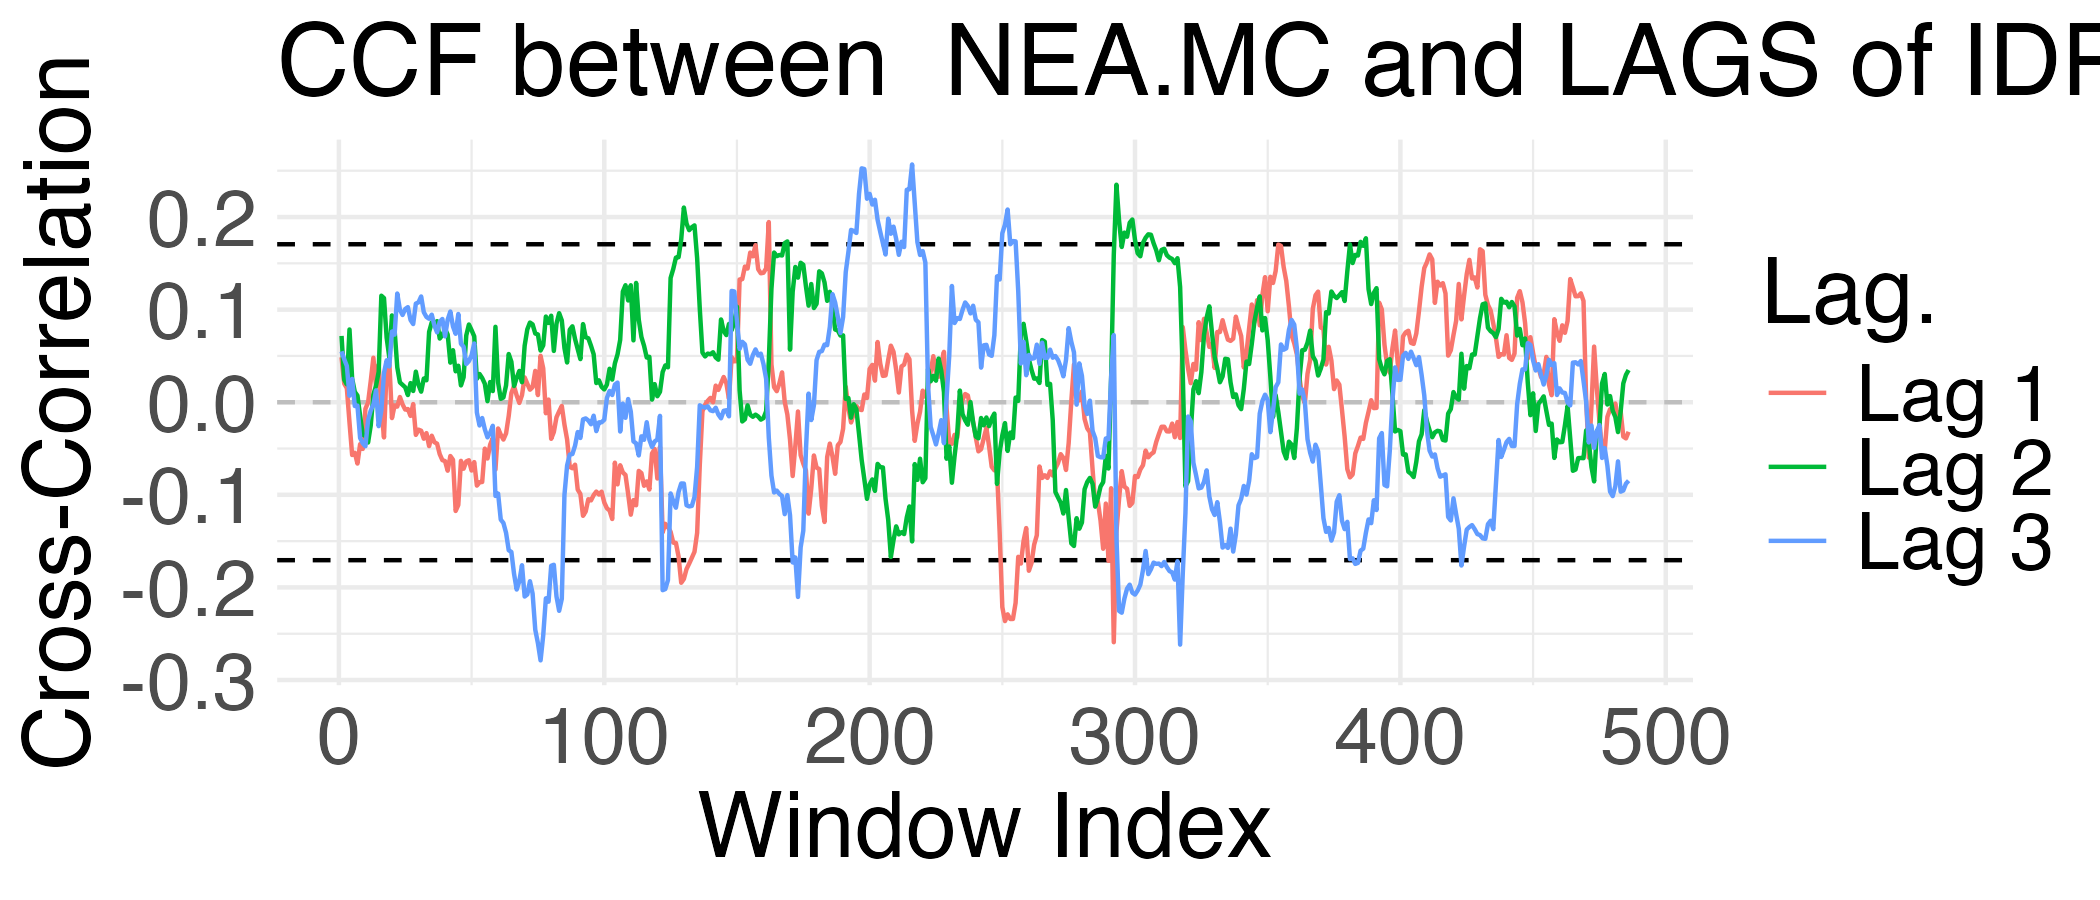 CCF between  NEA.MC and LAGS of IDR
Cross-Correlation
0.2
0.1
0.0
-0.1
-0.2
-0.3
0 100 200 300 400 500
Window Index
Lag.
Lag 1
Lag 2
Lag 3